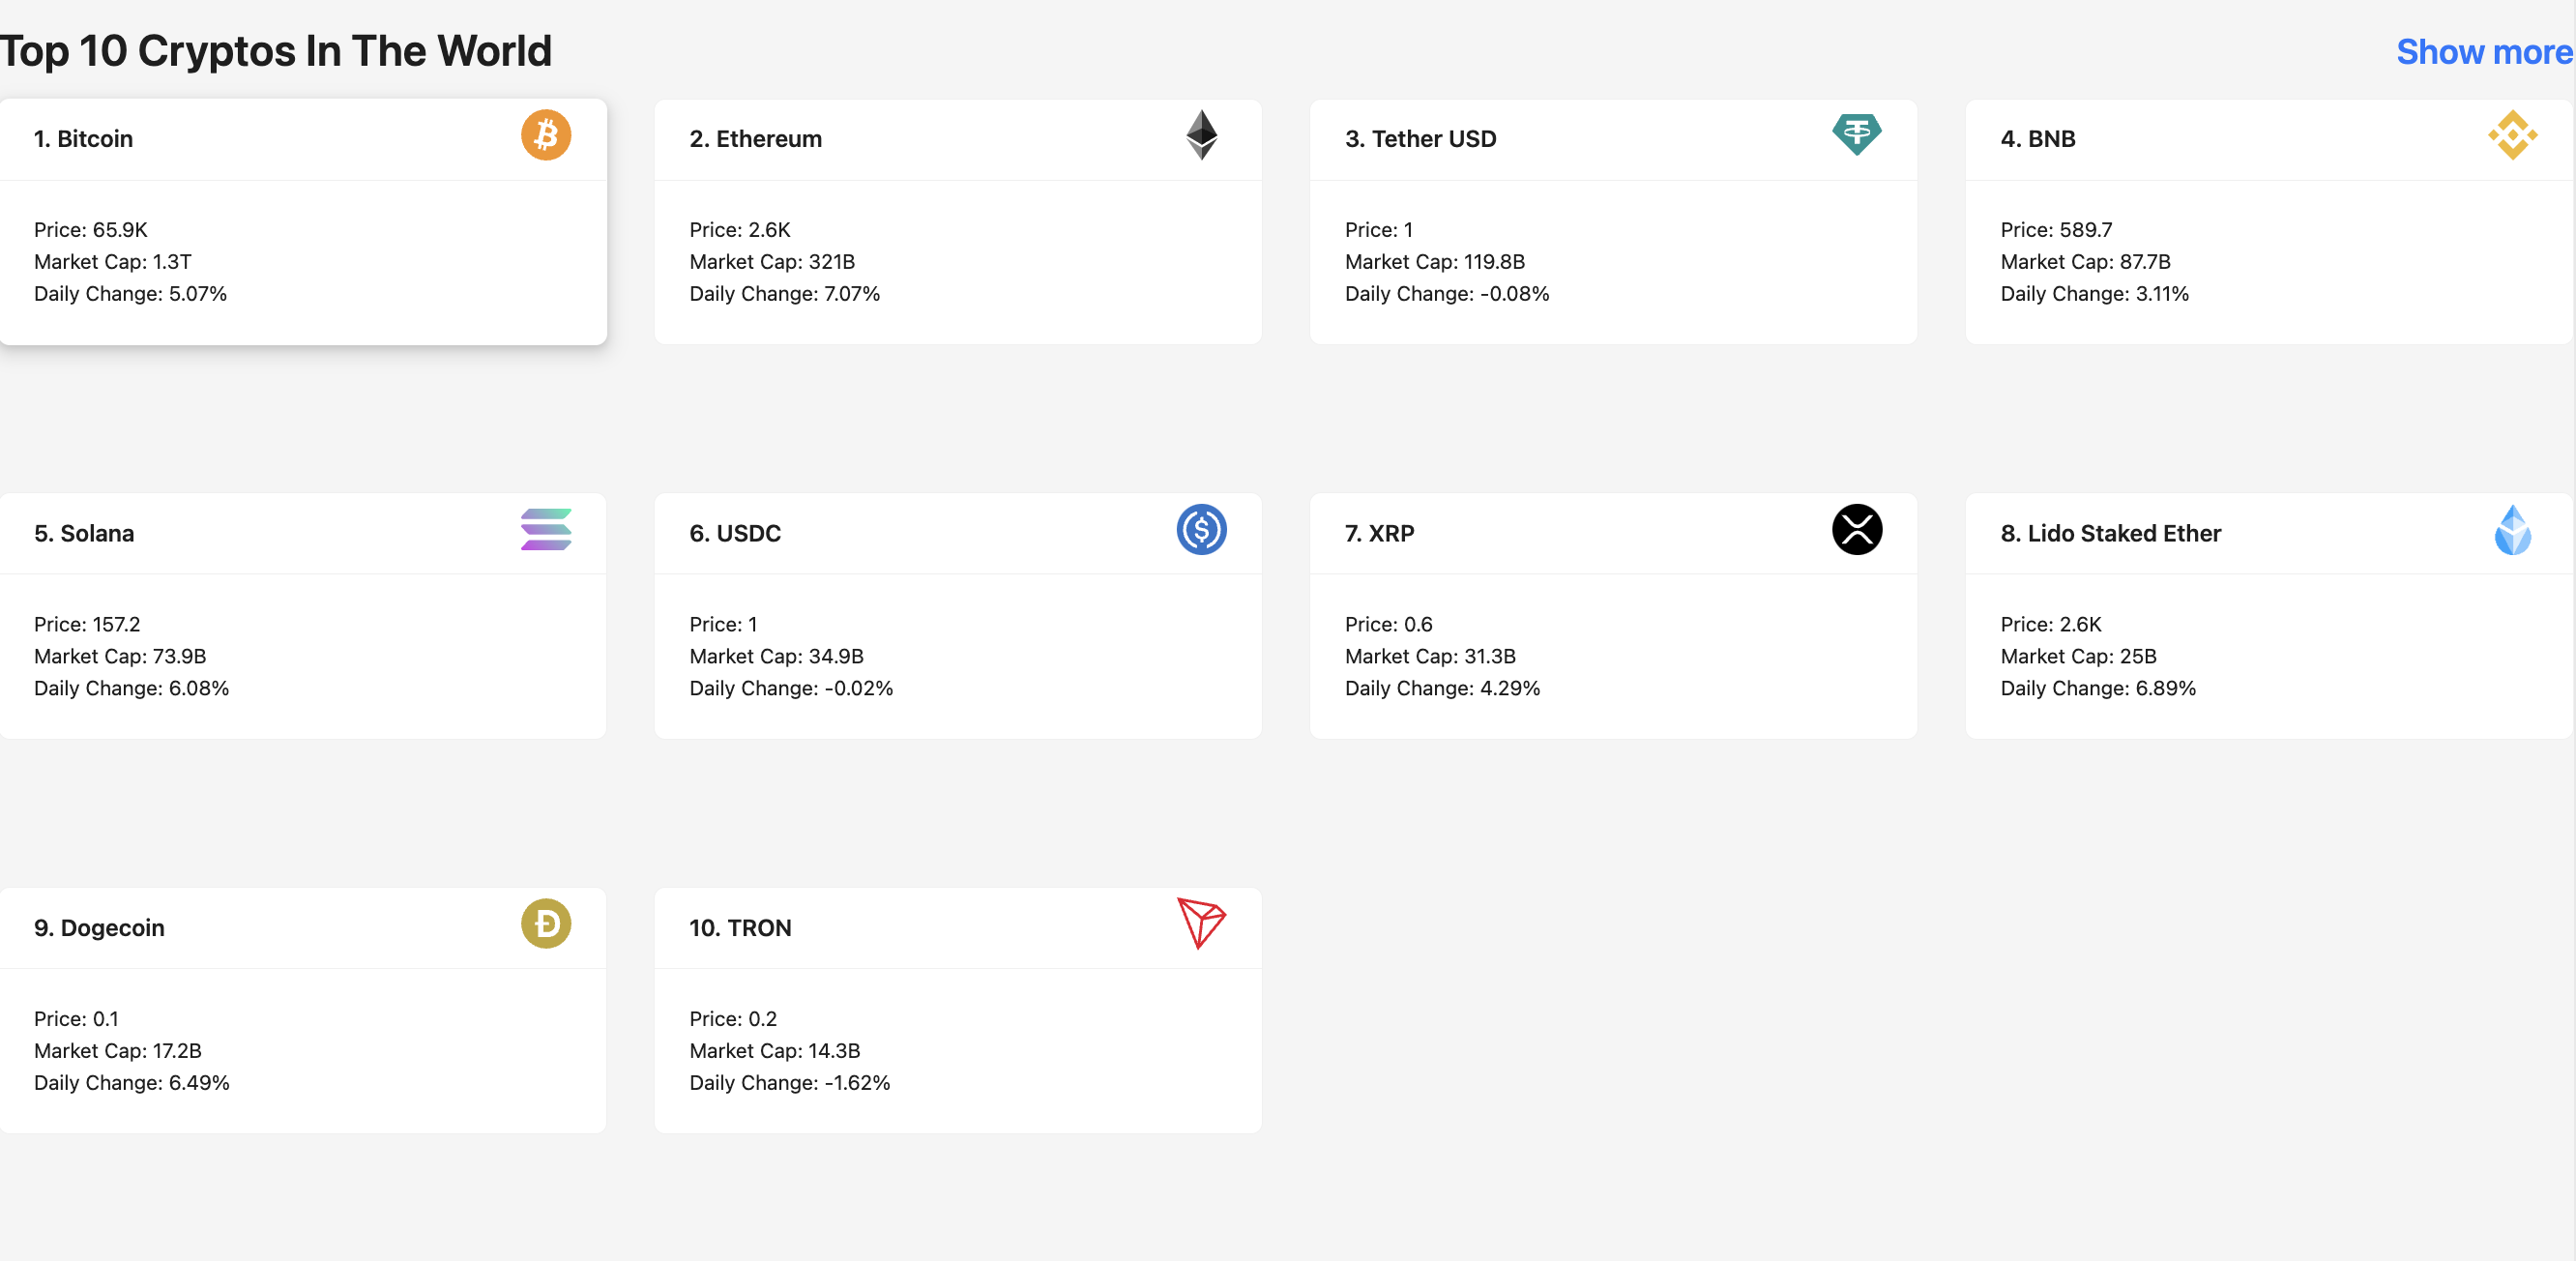 Top 10 Cryptos In The World
Show more
1. Bitcoin
Price: 65.9K
Market Cap: 1.3T
Daily Change: 5.07%
2. Ethereum
Price: 2.6K
Market Cap: 321B
Daily Change: 7.07%
3. Tether USD
Price: 1
Market Cap: 119.8B
Daily Change: -0.08%
4. BNB
Price: 589.7
Market Cap: 87.7B
Daily Change: 3.11%
5. Solana
Price: 157.2
Market Cap: 73.9B
Daily Change: 6.08%
6. USDC
Price: 1
Market Cap: 34.9B
Daily Change: -0.02%
7. XRP
Price: 0.6
Market Cap: 31.3B
Daily Change: 4.29%
8. Lido Staked Ether
Price: 2.6K
Market Cap: 25B
Daily Change: 6.89%
9. Dogecoin
Price: 0.1
Market Cap: 17.2B
Daily Change: 6.49%
10. TRON
Price: 0.2
Market Cap: 14.3B
Daily Change: -1.62%